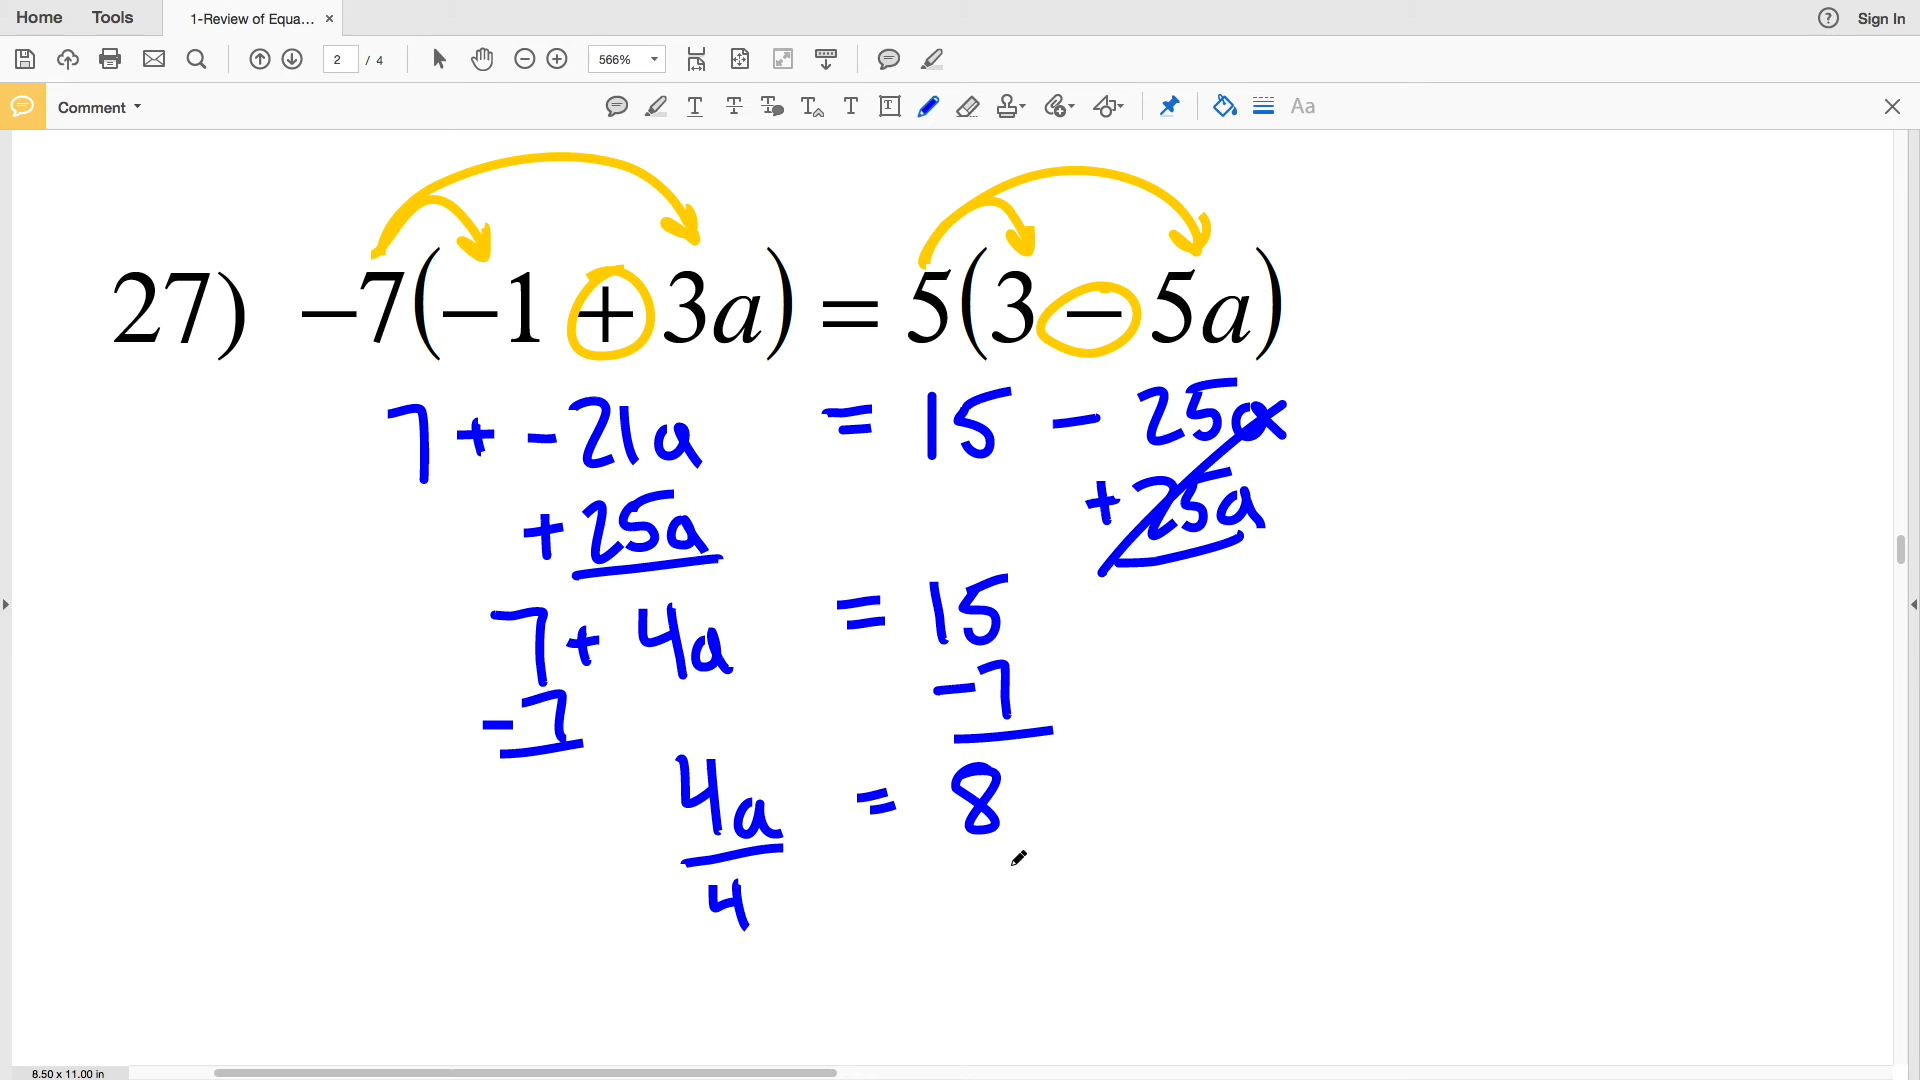 Home Tools 1-Review of Equa... × ? Sign In
2 / 4 566%
Comment T T T T T T Aa
27) −7(−1 + 3a) = 5(3 − 5a)
7 + -21a = 15 - 25a
+25a +25a
7 + 4a = 15
-7 -7
4a = 8
4
8.50 x 11.00 in